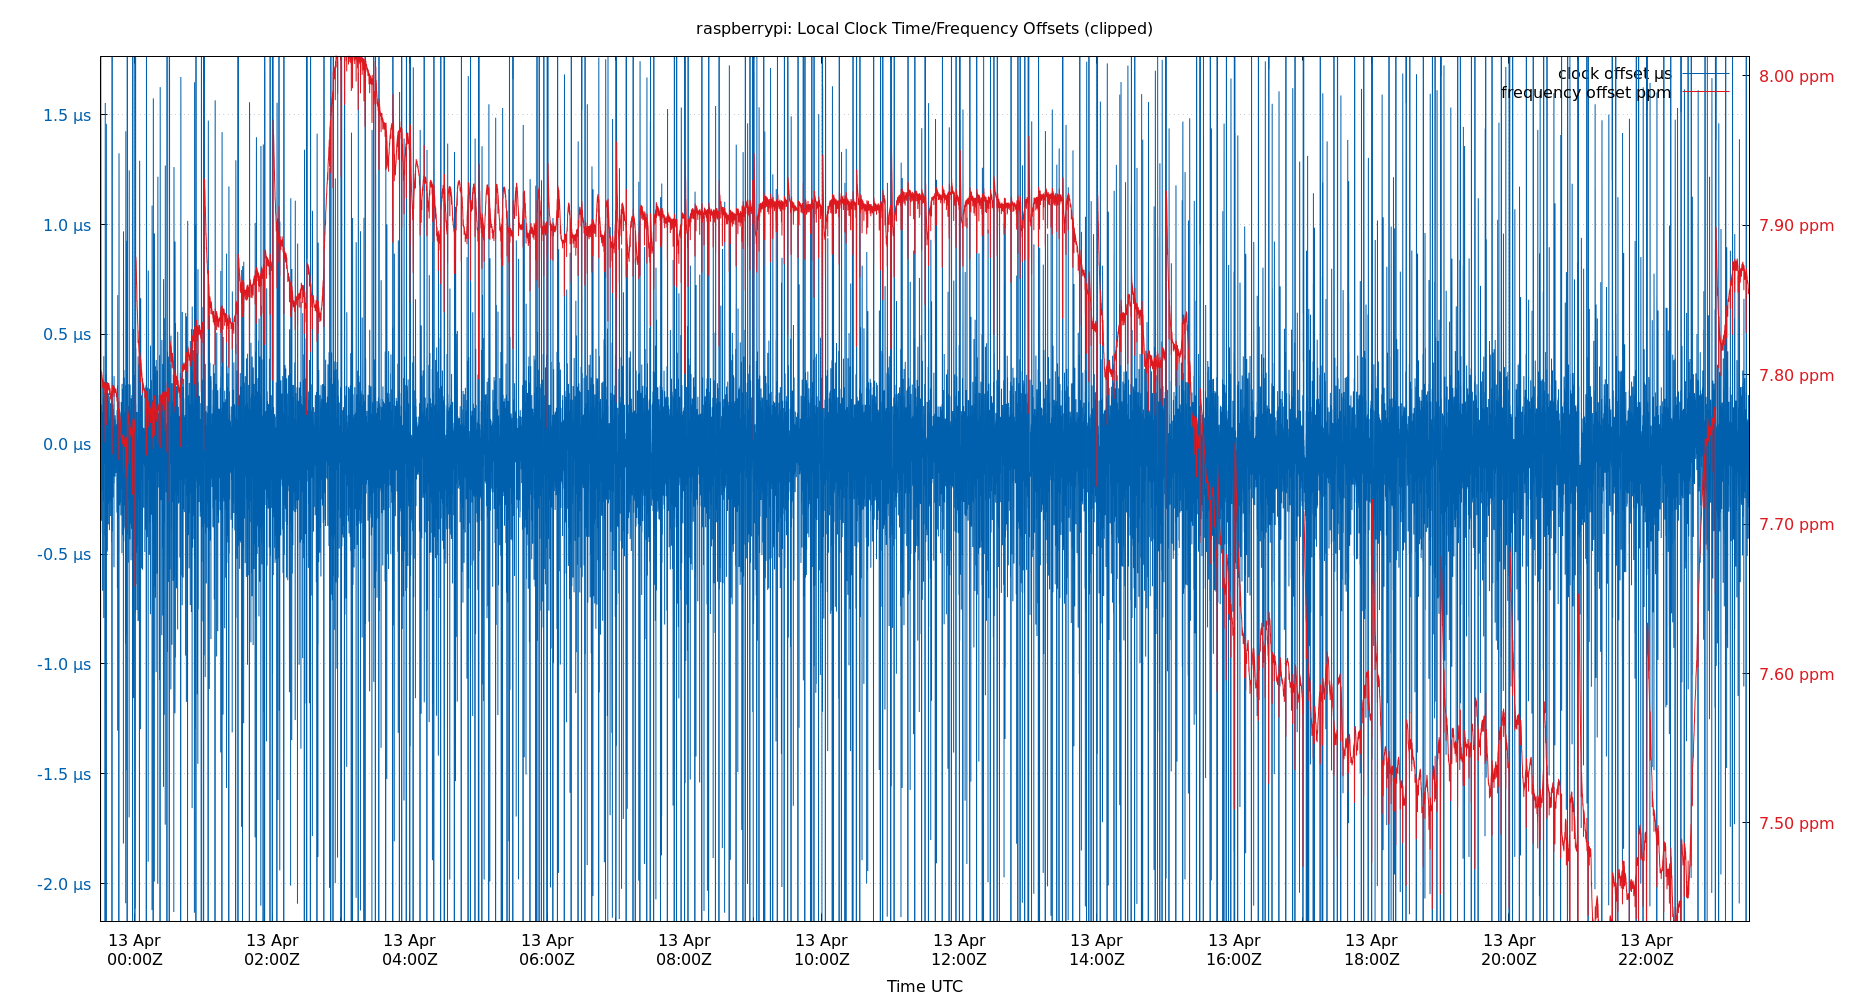 raspberrypi: Local Clock Time/Frequency Offsets (clipped)
clock offset µs
frequency offset ppm
1.5 µs
1.0 µs
0.5 µs
0.0 µs
-0.5 µs
-1.0 µs
-1.5 µs
-2.0 µs
8.00 ppm
7.90 ppm
7.80 ppm
7.70 ppm
7.60 ppm
7.50 ppm
13 Apr 13 Apr 13 Apr 13 Apr 13 Apr 13 Apr 13 Apr 13 Apr 13 Apr 13 Apr 13 Apr 13 Apr
00:00Z 02:00Z 04:00Z 06:00Z 08:00Z 10:00Z 12:00Z 14:00Z 16:00Z 18:00Z 20:00Z 22:00Z
Time UTC